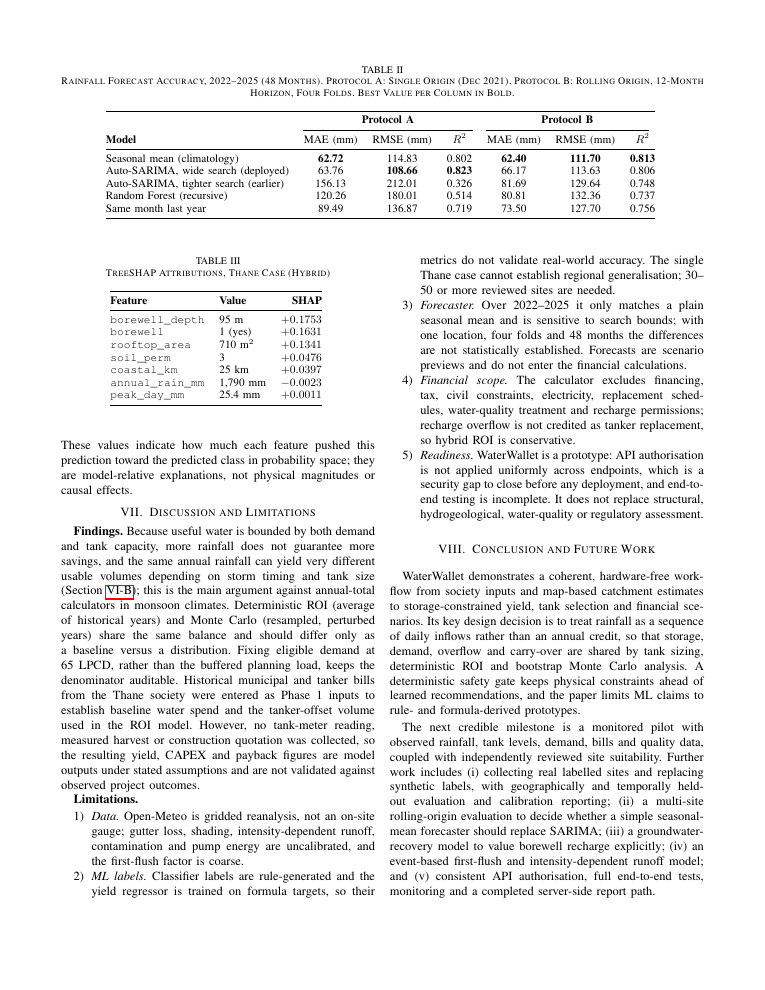 TABLE II
RAINFALL FORECAST ACCURACY, 2022–2025 (48 MONTHS). PROTOCOL A: SINGLE ORIGIN (DEC 2021). PROTOCOL B: ROLLING ORIGIN, 12-MONTH
HORIZON, FOUR FOLDS. BEST VALUE PER COLUMN IN BOLD.
Protocol A Protocol B
Model MAE (mm) RMSE (mm) R² MAE (mm) RMSE (mm) R²
Seasonal mean (climatology) 62.72 114.83 0.802 62.40 111.70 0.813
Auto-SARIMA, wide search (deployed) 63.76 108.66 0.823 66.17 113.63 0.806
Auto-SARIMA, tighter search (earlier) 156.13 212.01 0.326 81.69 129.64 0.748
Random Forest (recursive) 120.26 180.01 0.514 80.81 132.36 0.737
Same month last year 89.49 136.87 0.719 73.50 127.70 0.756
TABLE III
TREESHAP ATTRIBUTIONS, THANE CASE (HYBRID)
Feature Value SHAP
borewell_depth 95 m +0.1753
borewell 1 (yes) +0.1631
rooftop_area 710 m² +0.1341
soil_perm 3 +0.0476
coastal_km 25 km +0.0397
annual_rain_mm 1,790 mm −0.0023
peak_day_mm 25.4 mm +0.0011
These values indicate how much each feature pushed this
prediction toward the predicted class in probability space; they
are model-relative explanations, not physical magnitudes or
causal effects.
VII. DISCUSSION AND LIMITATIONS
Findings. Because useful water is bounded by both demand
and tank capacity, more rainfall does not guarantee more
savings, and the same annual rainfall can yield very different
usable volumes depending on storm timing and tank size
(Section VI-B); this is the main argument against annual-total
calculators in monsoon climates. Deterministic ROI (average
of historical years) and Monte Carlo (resampled, perturbed
years) share the same balance and should differ only as
a baseline versus a distribution. Fixing eligible demand at
65 LPCD, rather than the buffered planning load, keeps the
denominator auditable. Historical municipal and tanker bills
from the Thane society were entered as Phase 1 inputs to
establish baseline water spend and the tanker-offset volume
used in the ROI model. However, no tank-meter reading,
measured harvest or construction quotation was collected, so
the resulting yield, CAPEX and payback figures are model
outputs under stated assumptions and are not validated against
observed project outcomes.
Limitations.
1) Data. Open-Meteo is gridded reanalysis, not an on-site
gauge; gutter loss, shading, intensity-dependent runoff,
contamination and pump energy are uncalibrated, and
the first-flush factor is coarse.
2) ML labels. Classifier labels are rule-generated and the
yield regressor is trained on formula targets, so their
metrics do not validate real-world accuracy. The single
Thane case cannot establish regional generalisation; 30–
50 or more reviewed sites are needed.
3) Forecaster. Over 2022–2025 it only matches a plain
seasonal mean and is sensitive to search bounds; with
one location, four folds and 48 months the differences
are not statistically established. Forecasts are scenario
previews and do not enter the financial calculations.
4) Financial scope. The calculator excludes financing,
tax, civil constraints, electricity, replacement sched-
ules, water-quality treatment and recharge permissions;
recharge overflow is not credited as tanker replacement,
so hybrid ROI is conservative.
5) Readiness. WaterWallet is a prototype: API authorisation
is not applied uniformly across endpoints, which is a
security gap to close before any deployment, and end-to-
end testing is incomplete. It does not replace structural,
hydrogeological, water-quality or regulatory assessment.
VIII. CONCLUSION AND FUTURE WORK
WaterWallet demonstrates a coherent, hardware-free work-
flow from society inputs and map-based catchment estimates
to storage-constrained yield, tank selection and financial sce-
narios. Its key design decision is to treat rainfall as a sequence
of daily inflows rather than an annual credit, so that storage,
demand, overflow and carry-over are shared by tank sizing,
deterministic ROI and bootstrap Monte Carlo analysis. A
deterministic safety gate keeps physical constraints ahead of
learned recommendations, and the paper limits ML claims to
rule- and formula-derived prototypes.
The next credible milestone is a monitored pilot with
observed rainfall, tank levels, demand, bills and quality data,
coupled with independently reviewed site suitability. Further
work includes (i) collecting real labelled sites and replacing
synthetic labels, with geographically and temporally held-
out evaluation and calibration reporting; (ii) a multi-site
rolling-origin evaluation to decide whether a simple seasonal-
mean forecaster should replace SARIMA; (iii) a groundwater-
recovery model to value borewell recharge explicitly; (iv) an
event-based first-flush and intensity-dependent runoff model;
and (v) consistent API authorisation, full end-to-end tests,
monitoring and a completed server-side report path.